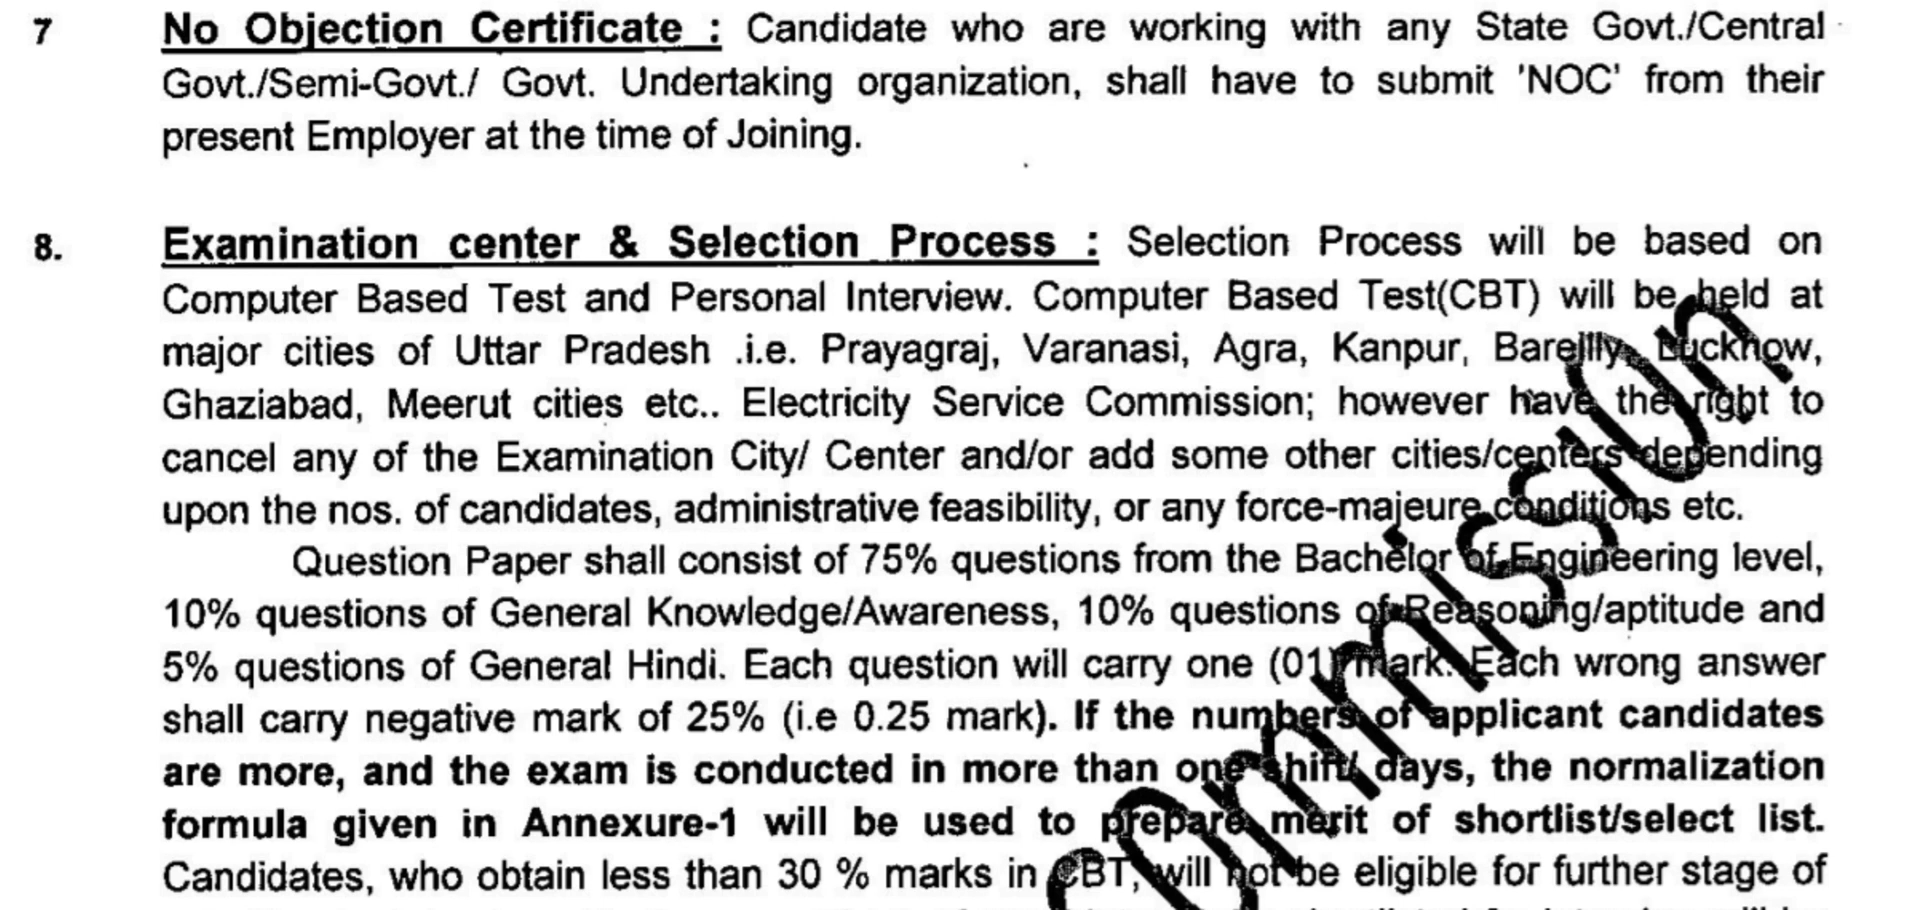 7 No Objection Certificate : Candidate who are working with any State Govt./Central
Govt./Semi-Govt./ Govt. Undertaking organization, shall have to submit 'NOC' from their
present Employer at the time of Joining.
8. Examination center & Selection Process : Selection Process will be based on
Computer Based Test and Personal Interview. Computer Based Test(CBT) will be held at
major cities of Uttar Pradesh .i.e. Prayagraj, Varanasi, Agra, Kanpur, Bareilly, Lucknow,
Ghaziabad, Meerut cities etc.. Electricity Service Commission; however have the right to
cancel any of the Examination City/ Center and/or add some other cities/centers depending
upon the nos. of candidates, administrative feasibility, or any force-majeure conditions etc.
Question Paper shall consist of 75% questions from the Bachelor of Engineering level,
10% questions of General Knowledge/Awareness, 10% questions of Reasoning/aptitude and
5% questions of General Hindi. Each question will carry one (01) mark. Each wrong answer
shall carry negative mark of 25% (i.e 0.25 mark). If the numbers of applicant candidates
are more, and the exam is conducted in more than one shift/ days, the normalization
formula given in Annexure-1 will be used to prepare merit of shortlist/select list.
Candidates, who obtain less than 30 % marks in CBT, will not be eligible for further stage of
ommission